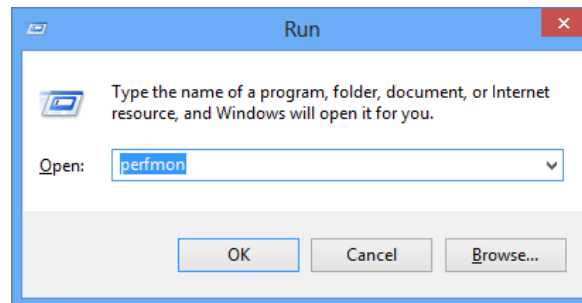 Run
Type the name of a program, folder, document, or Internet
resource, and Windows will open it for you.
Open: perfmon
OK Cancel Browse...